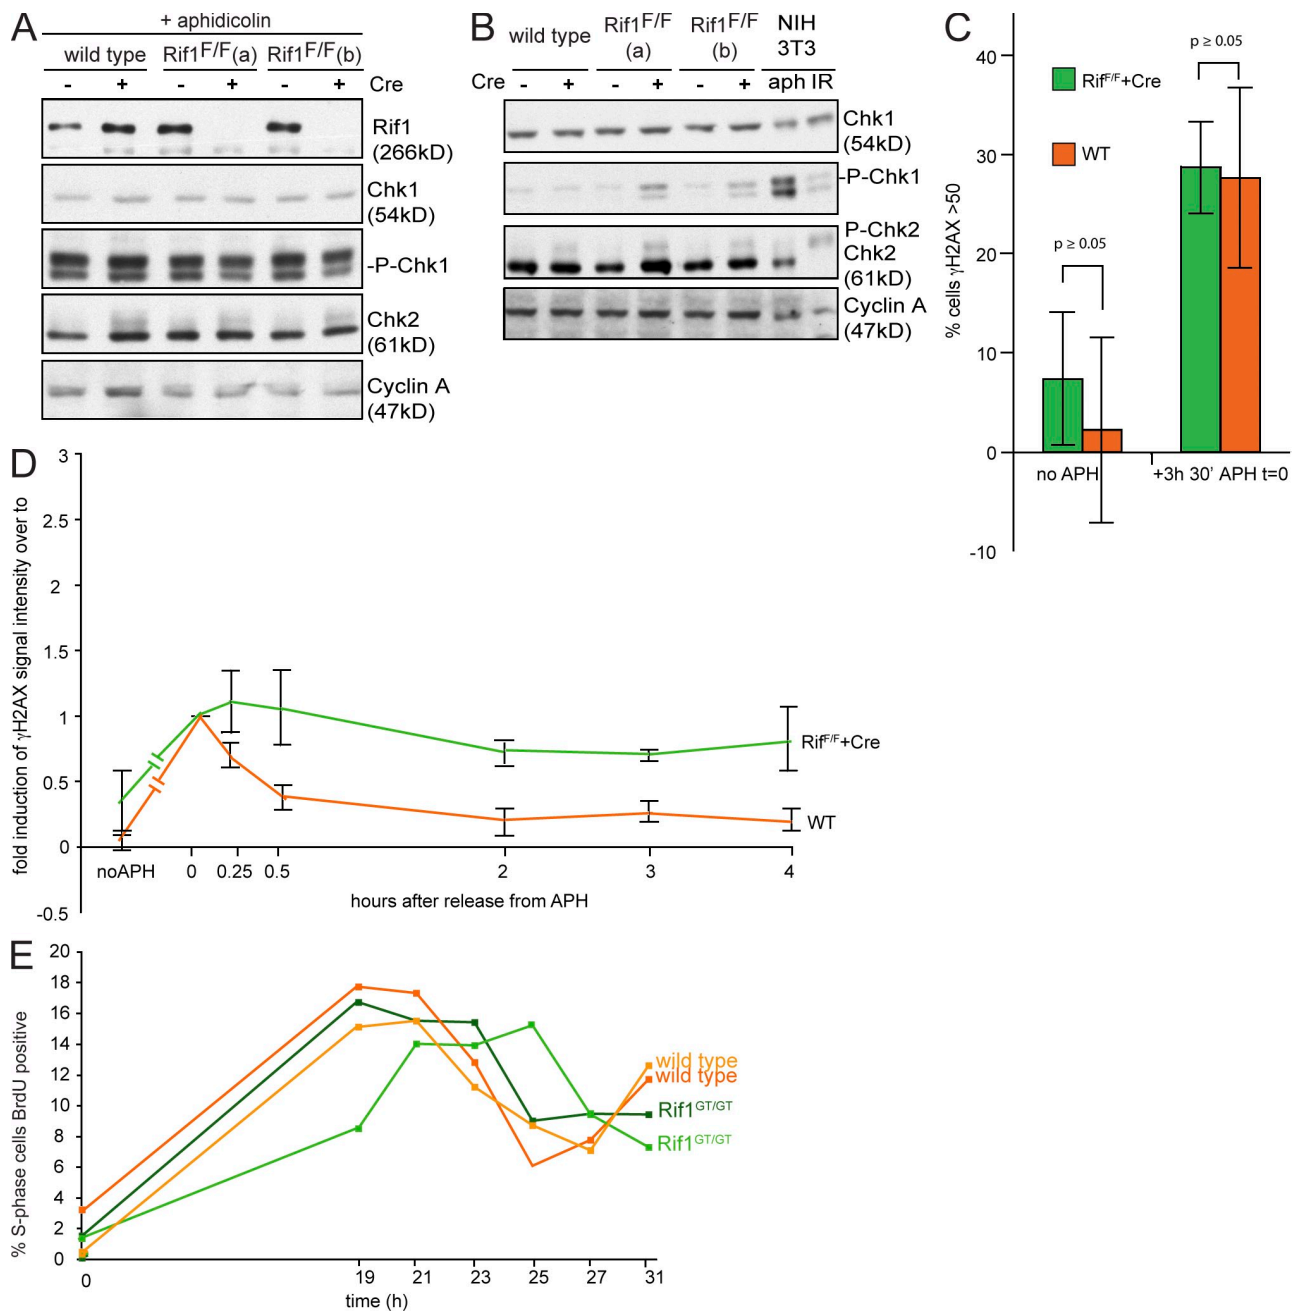 A
+ aphidicolin
wild type Rif1F/F(a) Rif1F/F(b)
- + - + - + Cre
Rif1
(266kD)
Chk1
(54kD)
-P-Chk1
Chk2
(61kD)
Cyclin A
(47kD)
B
wild type Rif1F/F (a) Rif1F/F (b) NIH 3T3
Cre - + - + - + aph IR
Chk1
(54kD)
-P-Chk1
P-Chk2
Chk2
(61kD)
Cyclin A
(47kD)
C
% cells γH2AX >50
40
30
20
10
0
-10
RifF/F+Cre
WT
p ≥ 0.05
p ≥ 0.05
no APH
+3h 30’ APH t=0
D
fold induction of γH2AX signal intensity over to
3
2.5
2
1.5
1
0.5
0
-0.5
RifF/F+Cre
WT
noAPH 0 0.25 0.5 2 3 4
hours after release from APH
E
% S-phase cells BrdU positive
20
18
16
14
12
10
8
6
4
2
0
wild type
wild type
Rif1GT/GT
Rif1GT/GT
0 19 21 23 25 27 31
time (h)